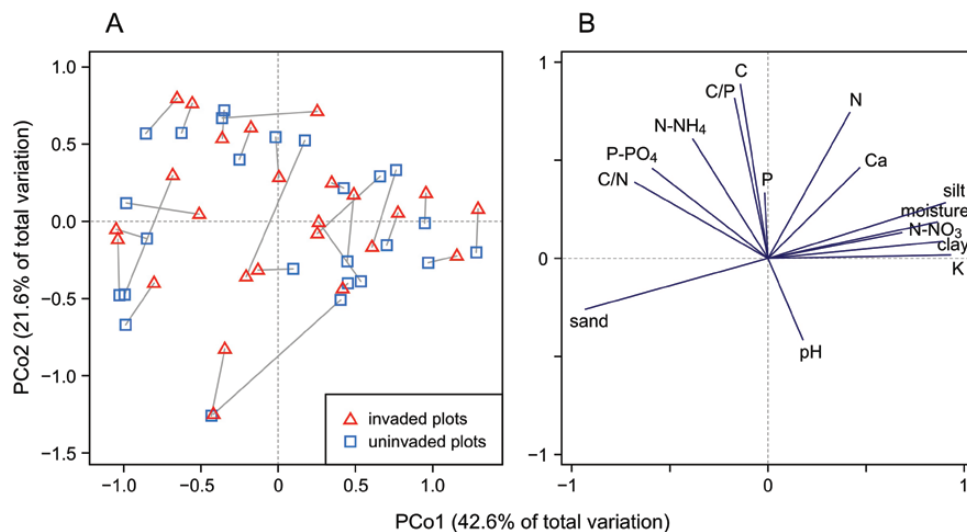 A
B
1.0
0.5
0.0
−0.5
−1.0
−1.5
PCo2 (21.6% of total variation)
−1.0
−0.5
0
0.5
1.0
invaded plots
uninvaded plots
1
0
−1
−1
0
1
C
C/P
N
N-NH4
P-PO4
C/N
P
Ca
silt
moisture
N-NO3
clay
K
sand
pH
PCo1 (42.6% of total variation)